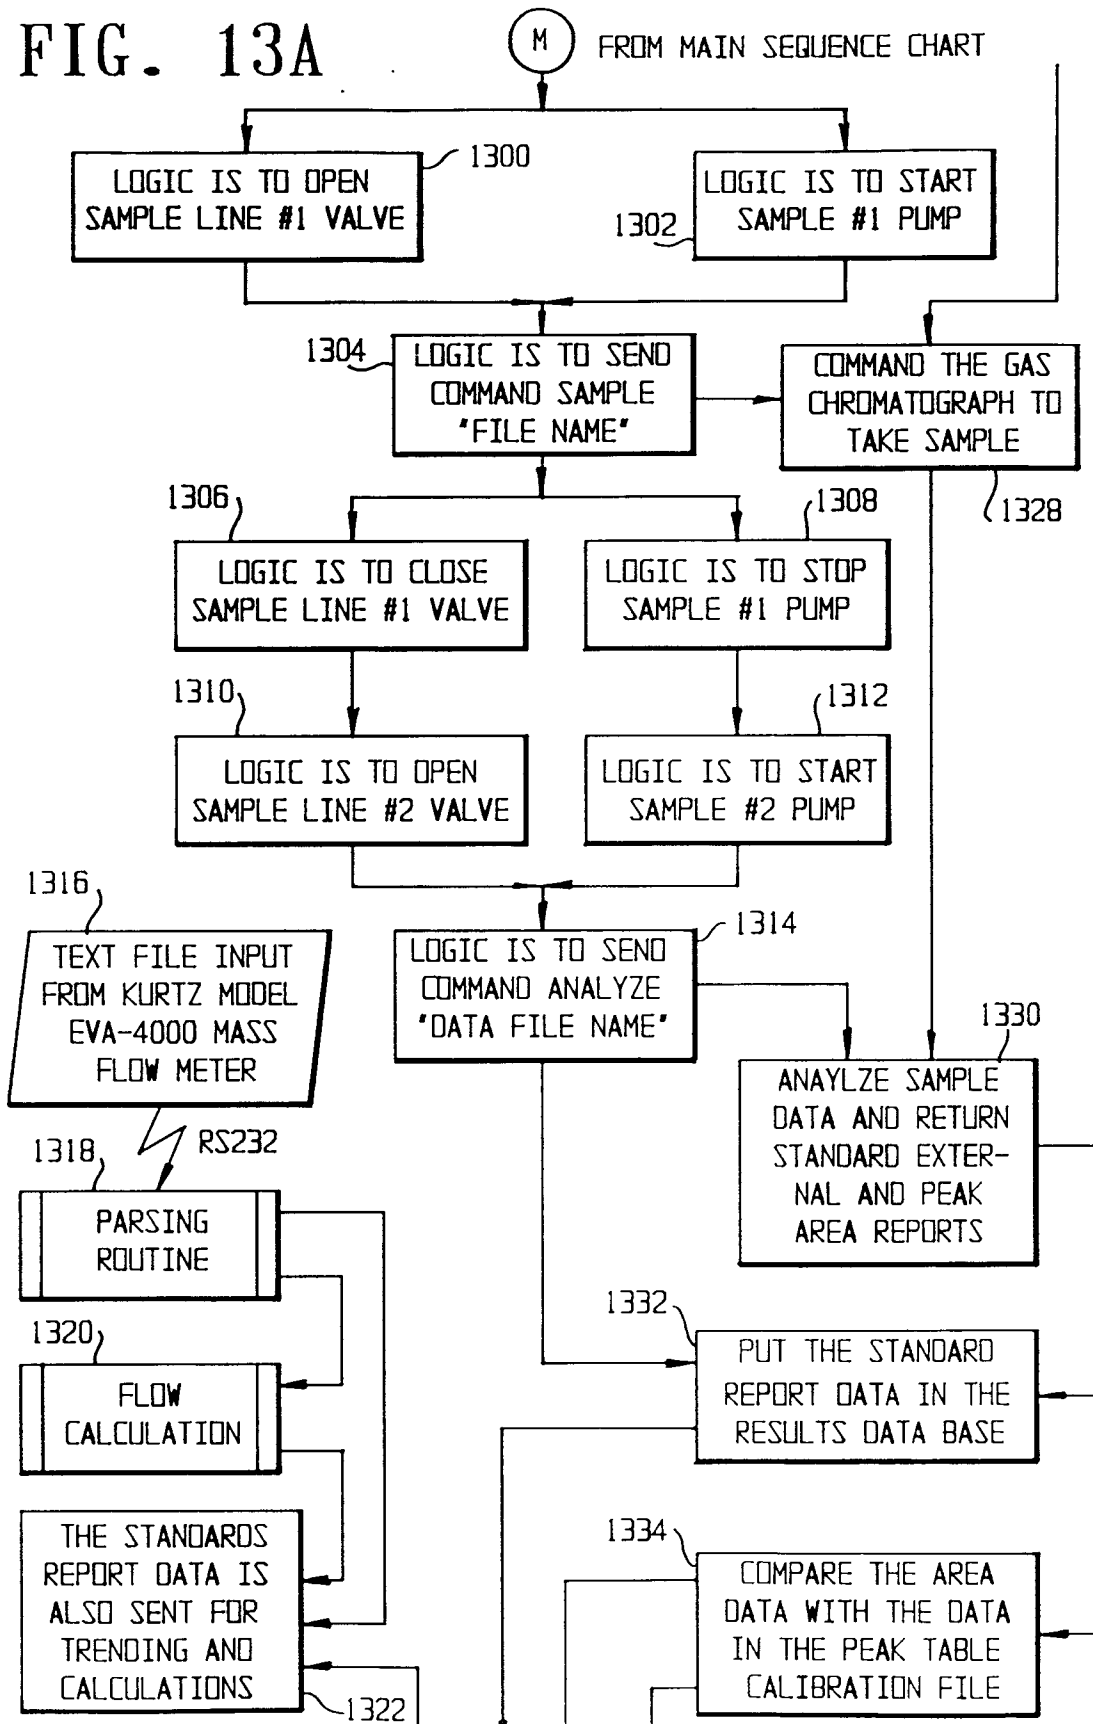 FIG. 13A
M
FROM MAIN SEQUENCE CHART
1300
LOGIC IS TO OPEN
SAMPLE LINE #1 VALVE
LOGIC IS TO START
SAMPLE #1 PUMP
1302
1304
LOGIC IS TO SEND
COMMAND SAMPLE
"FILE NAME"
COMMAND THE GAS
CHROMATOGRAPH TO
TAKE SAMPLE
1328
1306
LOGIC IS TO CLOSE
SAMPLE LINE #1 VALVE
1308
LOGIC IS TO STOP
SAMPLE #1 PUMP
1310
LOGIC IS TO OPEN
SAMPLE LINE #2 VALVE
1312
LOGIC IS TO START
SAMPLE #2 PUMP
1316
TEXT FILE INPUT
FROM KURTZ MODEL
EVA-4000 MASS
FLOW METER
1314
LOGIC IS TO SEND
COMMAND ANALYZE
"DATA FILE NAME"
1330
ANAYLZE SAMPLE
DATA AND RETURN
STANDARD EXTER-
NAL AND PEAK
AREA REPORTS
RS232
1318
PARSING
ROUTINE
1320
FLOW
CALCULATION
1332
PUT THE STANDARD
REPORT DATA IN THE
RESULTS DATA BASE
THE STANDARDS
REPORT DATA IS
ALSO SENT FOR
TRENDING AND
CALCULATIONS
1322
1334
COMPARE THE AREA
DATA WITH THE DATA
IN THE PEAK TABLE
CALIBRATION FILE